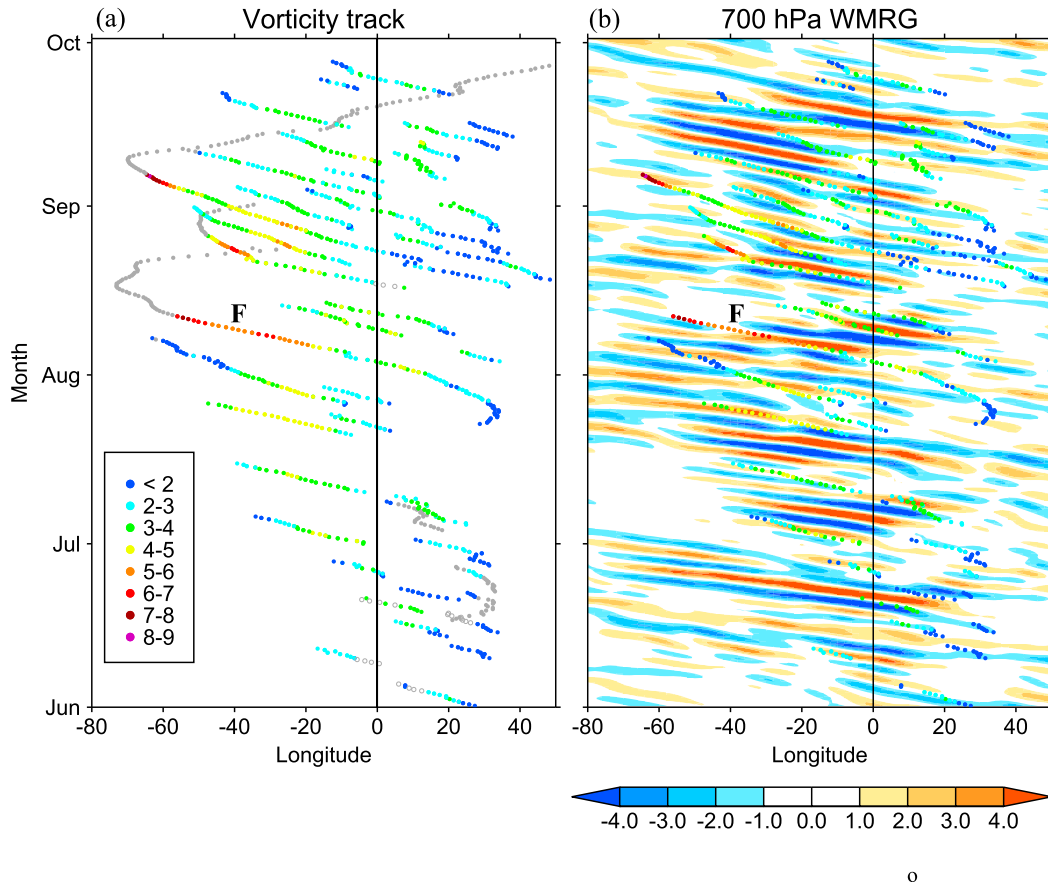 (a) Vorticity track
(b) 700 hPa WMRG
Oct
Sep
Aug
Jul
Jun
Month
F
< 2
2-3
3-4
4-5
5-6
6-7
7-8
8-9
-80 -60 -40 -20 0 20 40
Longitude
F
-80 -60 -40 -20 0 20 40
Longitude
-4.0 -3.0 -2.0 -1.0 0.0 1.0 2.0 3.0 4.0
o